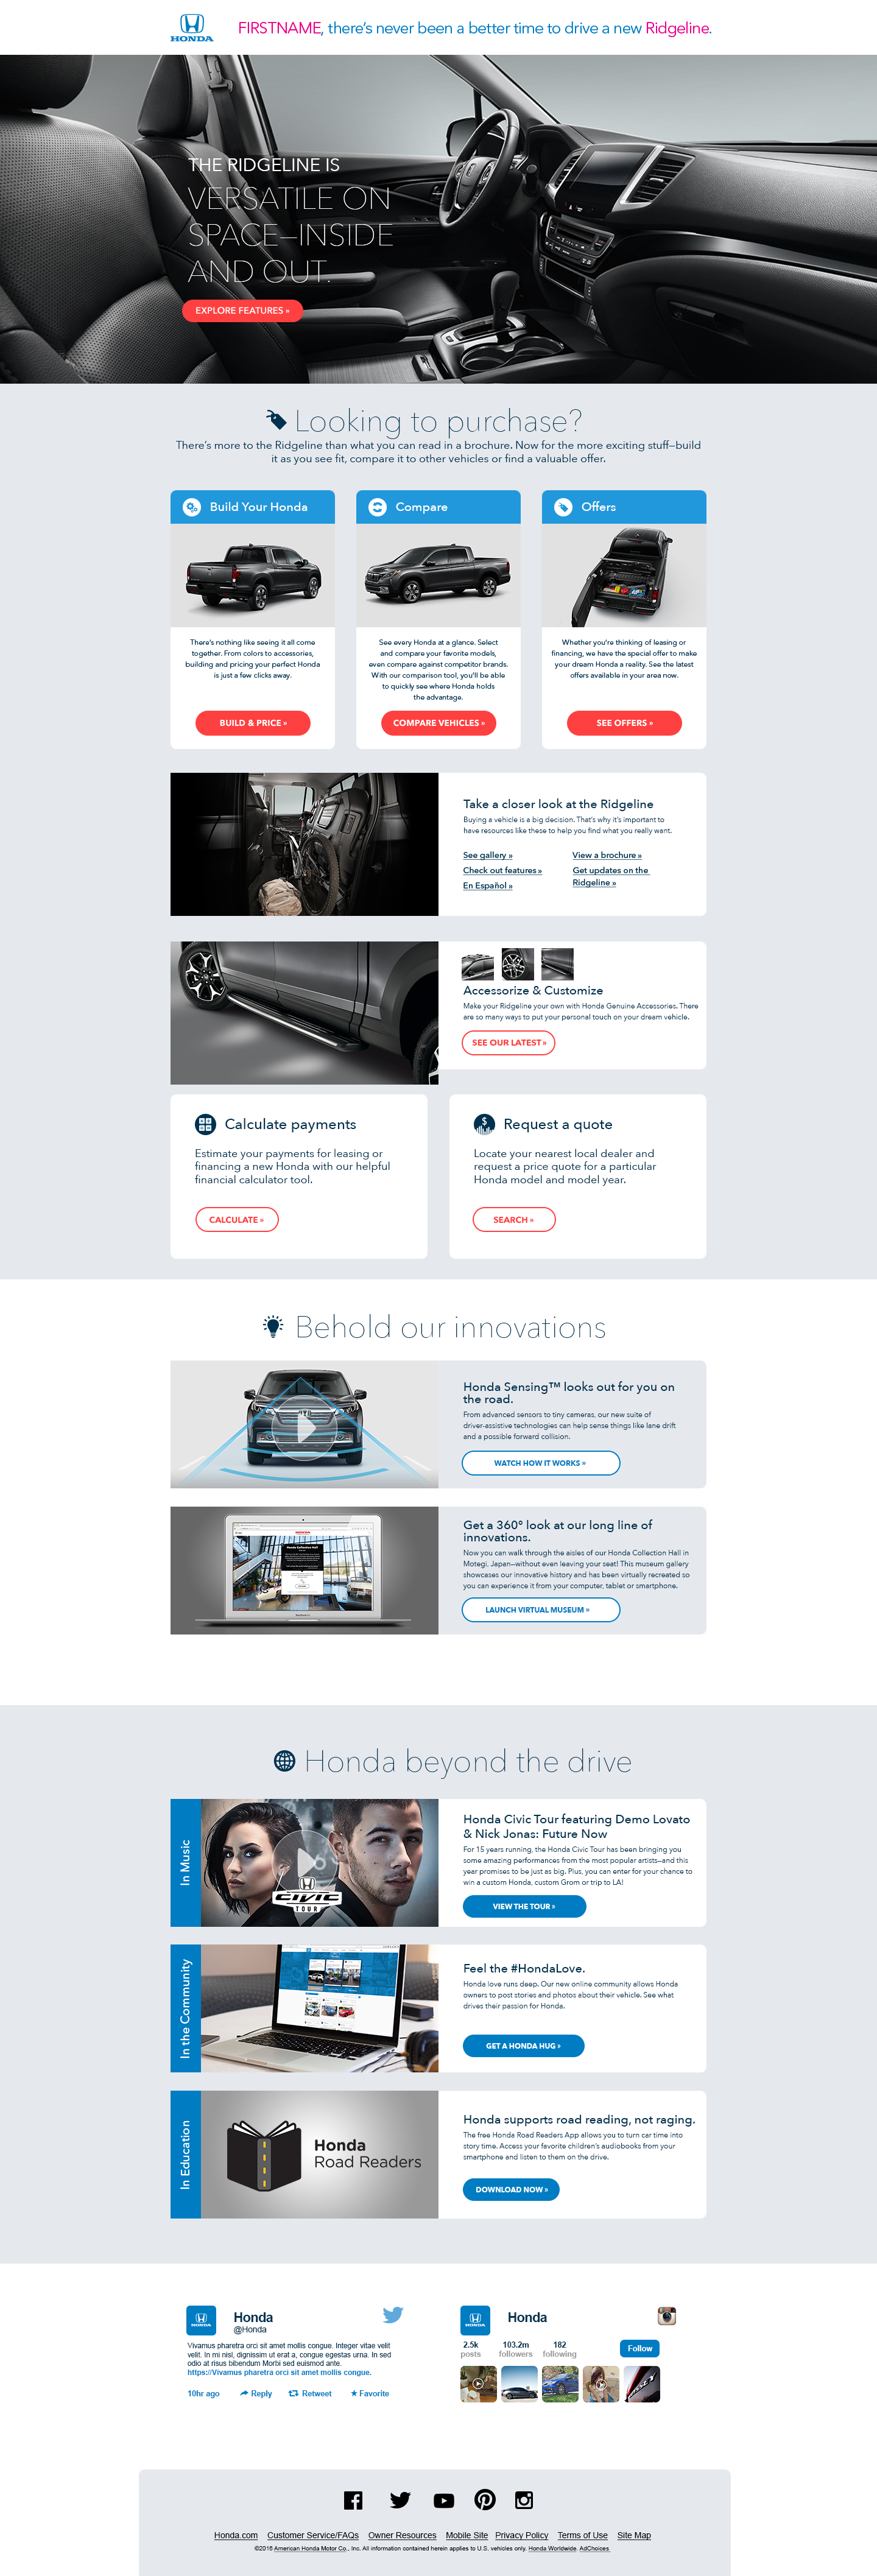 HONDA
FIRSTNAME, there's never been a better time to drive a new Ridgeline.
THE RIDGELINE IS
VERSATILE ON
SPACE—INSIDE
AND OUT.
EXPLORE FEATURES »
Looking to purchase?
There's more to the Ridgeline than what you can read in a brochure. Now for the more exciting stuff—build
it as you see fit, compare it to other vehicles or find a valuable offer.
Build Your Honda
There's nothing like seeing it all come
together. From colors to accessories,
building and pricing your perfect Honda
is just a few clicks away.
BUILD & PRICE »
Compare
See every Honda at a glance. Select
and compare your favorite models,
even compare against competitor brands.
With our comparison tool, you'll be able
to quickly see where Honda holds
the advantage.
COMPARE VEHICLES »
Offers
Whether you're thinking of leasing or
financing, we have the special offer to make
your dream Honda a reality. See the latest
offers available in your area now.
SEE OFFERS »
Take a closer look at the Ridgeline
Buying a vehicle is a big decision. That's why it's important to
have resources like these to help you find what you really want.
See gallery »
Check out features »
En Español »
View a brochure »
Get updates on the
Ridgeline »
Accessorize & Customize
Make your Ridgeline your own with Honda Genuine Accessories. There
are so many ways to put your personal touch on your dream vehicle.
SEE OUR LATEST »
Calculate payments
Estimate your payments for leasing or
financing a new Honda with our helpful
financial calculator tool.
CALCULATE »
Request a quote
Locate your nearest local dealer and
request a price quote for a particular
Honda model and model year.
SEARCH »
Behold our innovations
Honda Sensing™ looks out for you on
the road.
From advanced sensors to tiny cameras, our new suite of
driver-assistive technologies can help sense things like lane drift
and a possible forward collision.
WATCH HOW IT WORKS »
Honda Collection Hall
Get a 360° look at our long line of
innovations.
Now you can walk through the aisles of our Honda Collection Hall in
Motegi, Japan—without even leaving your seat! This museum gallery
showcases our innovative history and has been virtually recreated so
you can experience it from your computer, tablet or smartphone.
LAUNCH VIRTUAL MUSEUM »
Honda beyond the drive
In Music
CIVIC
TOUR
Honda Civic Tour featuring Demo Lovato
& Nick Jonas: Future Now
For 15 years running, the Honda Civic Tour has been bringing you
some amazing performances from the most popular artists—and this
year promises to be just as big. Plus, you can enter for your chance to
win a custom Honda, custom Grom or trip to LA!
VIEW THE TOUR »
In the Community
Feel the #HondaLove.
Honda love runs deep. Our new online community allows Honda
owners to post stories and photos about their vehicle. See what
drives their passion for Honda.
GET A HONDA HUG »
In Education
Honda
Road Readers
Honda supports road reading, not raging.
The free Honda Road Readers App allows you to turn car time into
story time. Access your favorite children's audiobooks from your
smartphone and listen to them on the drive.
DOWNLOAD NOW »
HONDA
Honda
@Honda
Vivamus pharetra orci sit amet mollis congue. Integer vitae velit
velit. In mi nisl, dignissim ut erat a, congue egestas urna. In sed
odio at risus bibendum Morbi sed euismod ante.
https://Vivamus pharetra orci sit amet mollis congue.
10hr ago Reply Retweet Favorite
HONDA
Honda
2.5k 103.2m 182
posts followers following
Follow
Honda.com Customer Service/FAQs Owner Resources Mobile Site Privacy Policy Terms of Use Site Map
©2016 American Honda Motor Co., Inc. All information contained herein applies to U.S. vehicles only. Honda Worldwide. AdChoices